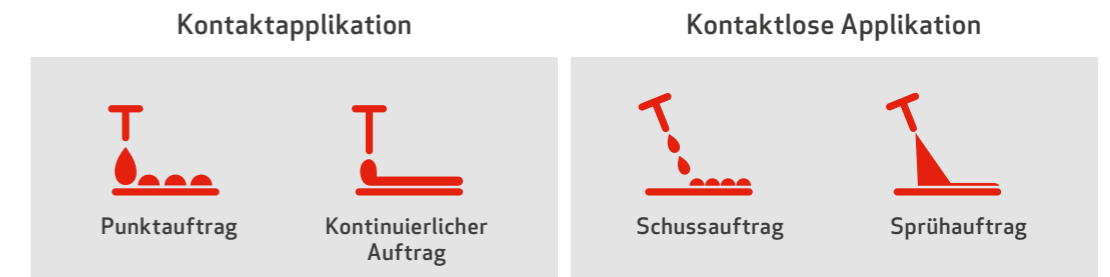 Kontaktapplikation
Kontaktlose Applikation
Punktauftrag
Kontinuierlicher
Auftrag
Schussauftrag
Sprühauftrag